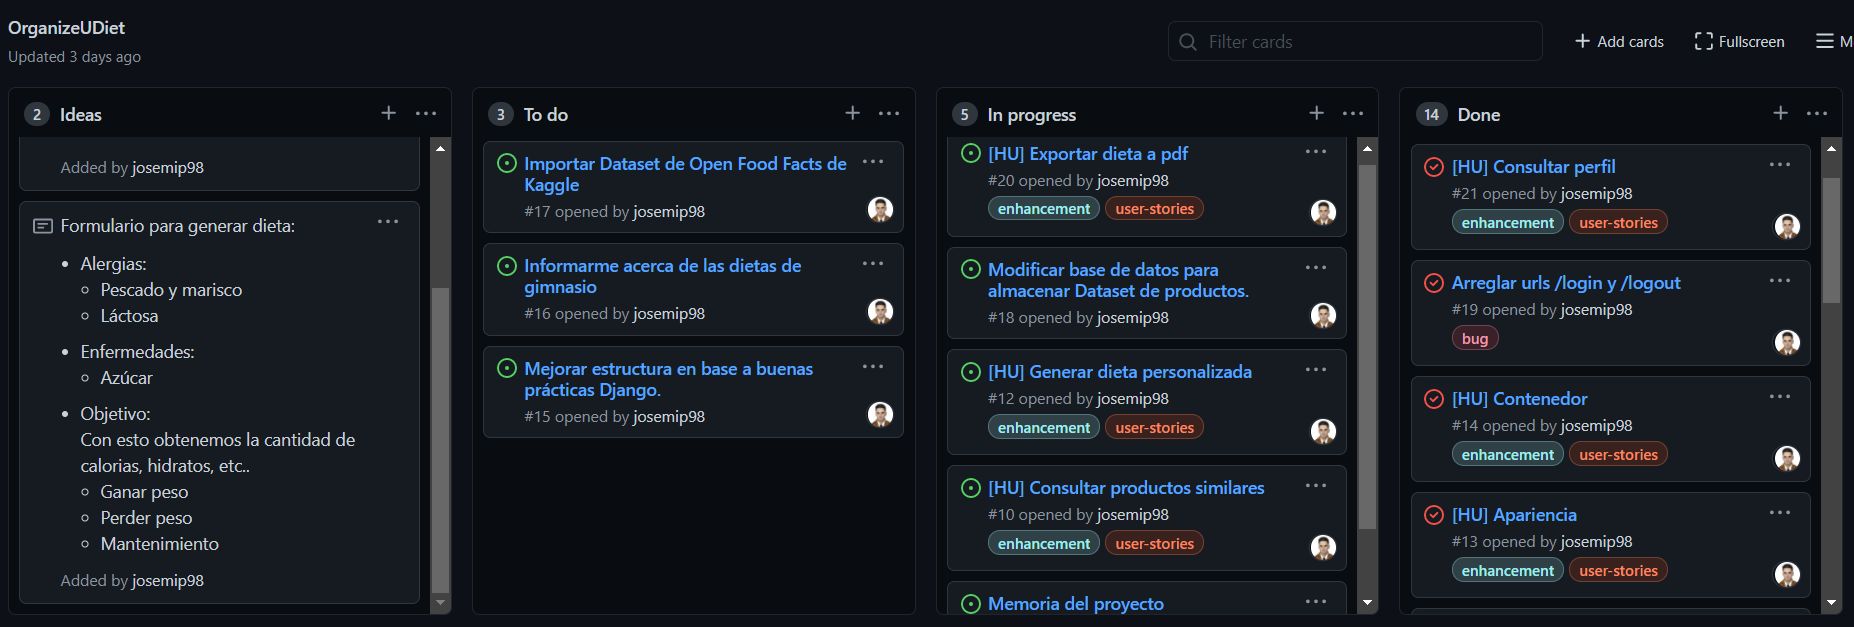 OrganizeUDiet
Updated 3 days ago
Filter cards
Add cards
Fullscreen
M
2 Ideas
Added by josemip98
Formulario para generar dieta:
Alergias:
Pescado y marisco
Láctosa
Enfermedades:
Azúcar
Objetivo:
Con esto obtenemos la cantidad de
calorias, hidratos, etc..
Ganar peso
Perder peso
Mantenimiento
Added by josemip98
3 To do
Importar Dataset de Open Food Facts de
Kaggle
#17 opened by josemip98
Informarme acerca de las dietas de
gimnasio
#16 opened by josemip98
Mejorar estructura en base a buenas
prácticas Django.
#15 opened by josemip98
5 In progress
[HU] Exportar dieta a pdf
#20 opened by josemip98
enhancement user-stories
Modificar base de datos para
almacenar Dataset de productos.
#18 opened by josemip98
[HU] Generar dieta personalizada
#12 opened by josemip98
enhancement user-stories
[HU] Consultar productos similares
#10 opened by josemip98
enhancement user-stories
Memoria del proyecto
14 Done
[HU] Consultar perfil
#21 opened by josemip98
enhancement user-stories
Arreglar urls /login y /logout
#19 opened by josemip98
bug
[HU] Contenedor
#14 opened by josemip98
enhancement user-stories
[HU] Apariencia
#13 opened by josemip98
enhancement user-stories